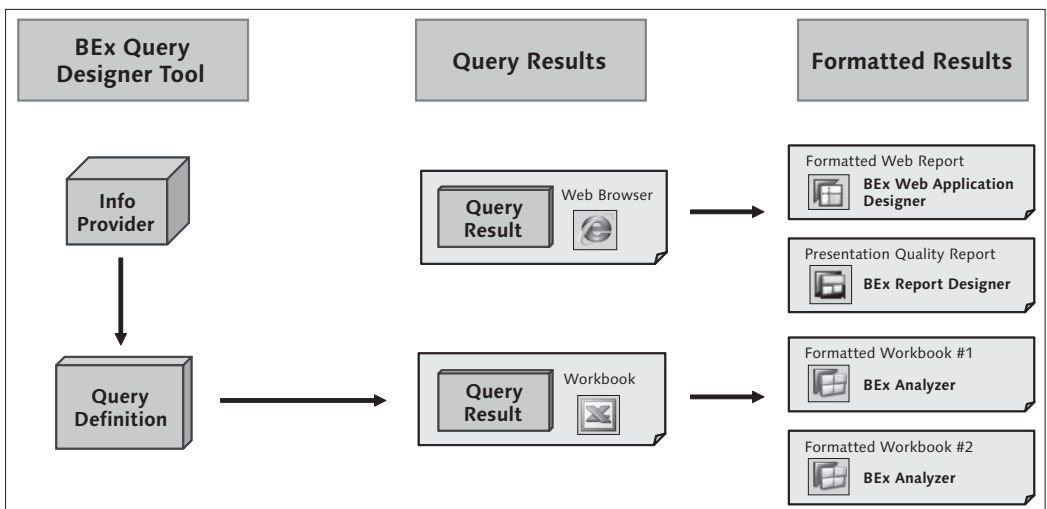 BEx Query
Designer Tool
Query Results
Formatted Results
Info
Provider
Query
Definition
Query
Result
Web Browser
Query
Result
Workbook
Formatted Web Report
BEx Web Application
Designer
Presentation Quality Report
BEx Report Designer
Formatted Workbook #1
BEx Analyzer
Formatted Workbook #2
BEx Analyzer